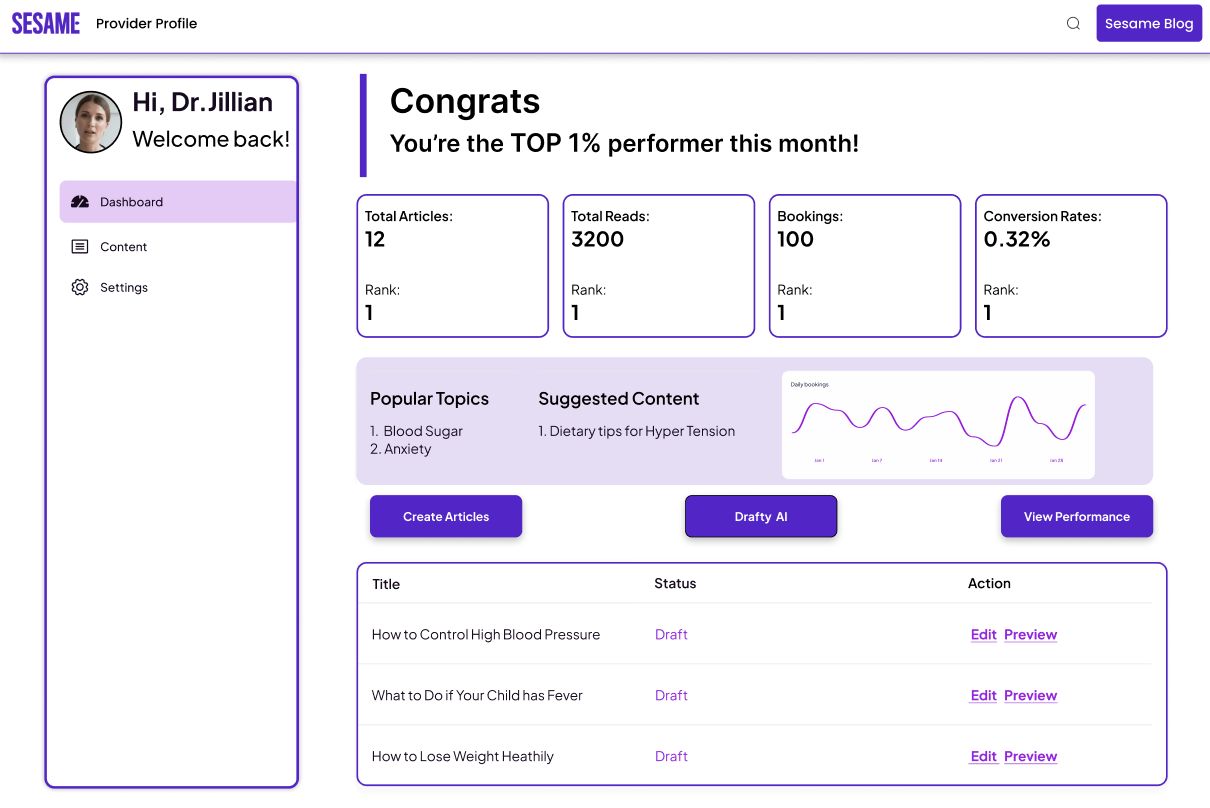 SESAME Provider Profile
Sesame Blog
Hi, Dr.Jillian
Welcome back!
Dashboard
Content
Settings
Congrats
You’re the TOP 1% performer this month!
Total Articles:
12
Rank:
1
Total Reads:
3200
Rank:
1
Bookings:
100
Rank:
1
Conversion Rates:
0.32%
Rank:
1
Popular Topics
1. Blood Sugar
2. Anxiety
Suggested Content
1. Dietary tips for Hyper Tension
Daily bookings
Jan 1 Jan 7 Jan 14 Jan 21 Jan 28
Create Articles
Drafty AI
View Performance
Title Status Action
How to Control High Blood Pressure Draft Edit Preview
What to Do if Your Child has Fever Draft Edit Preview
How to Lose Weight Heathily Draft Edit Preview